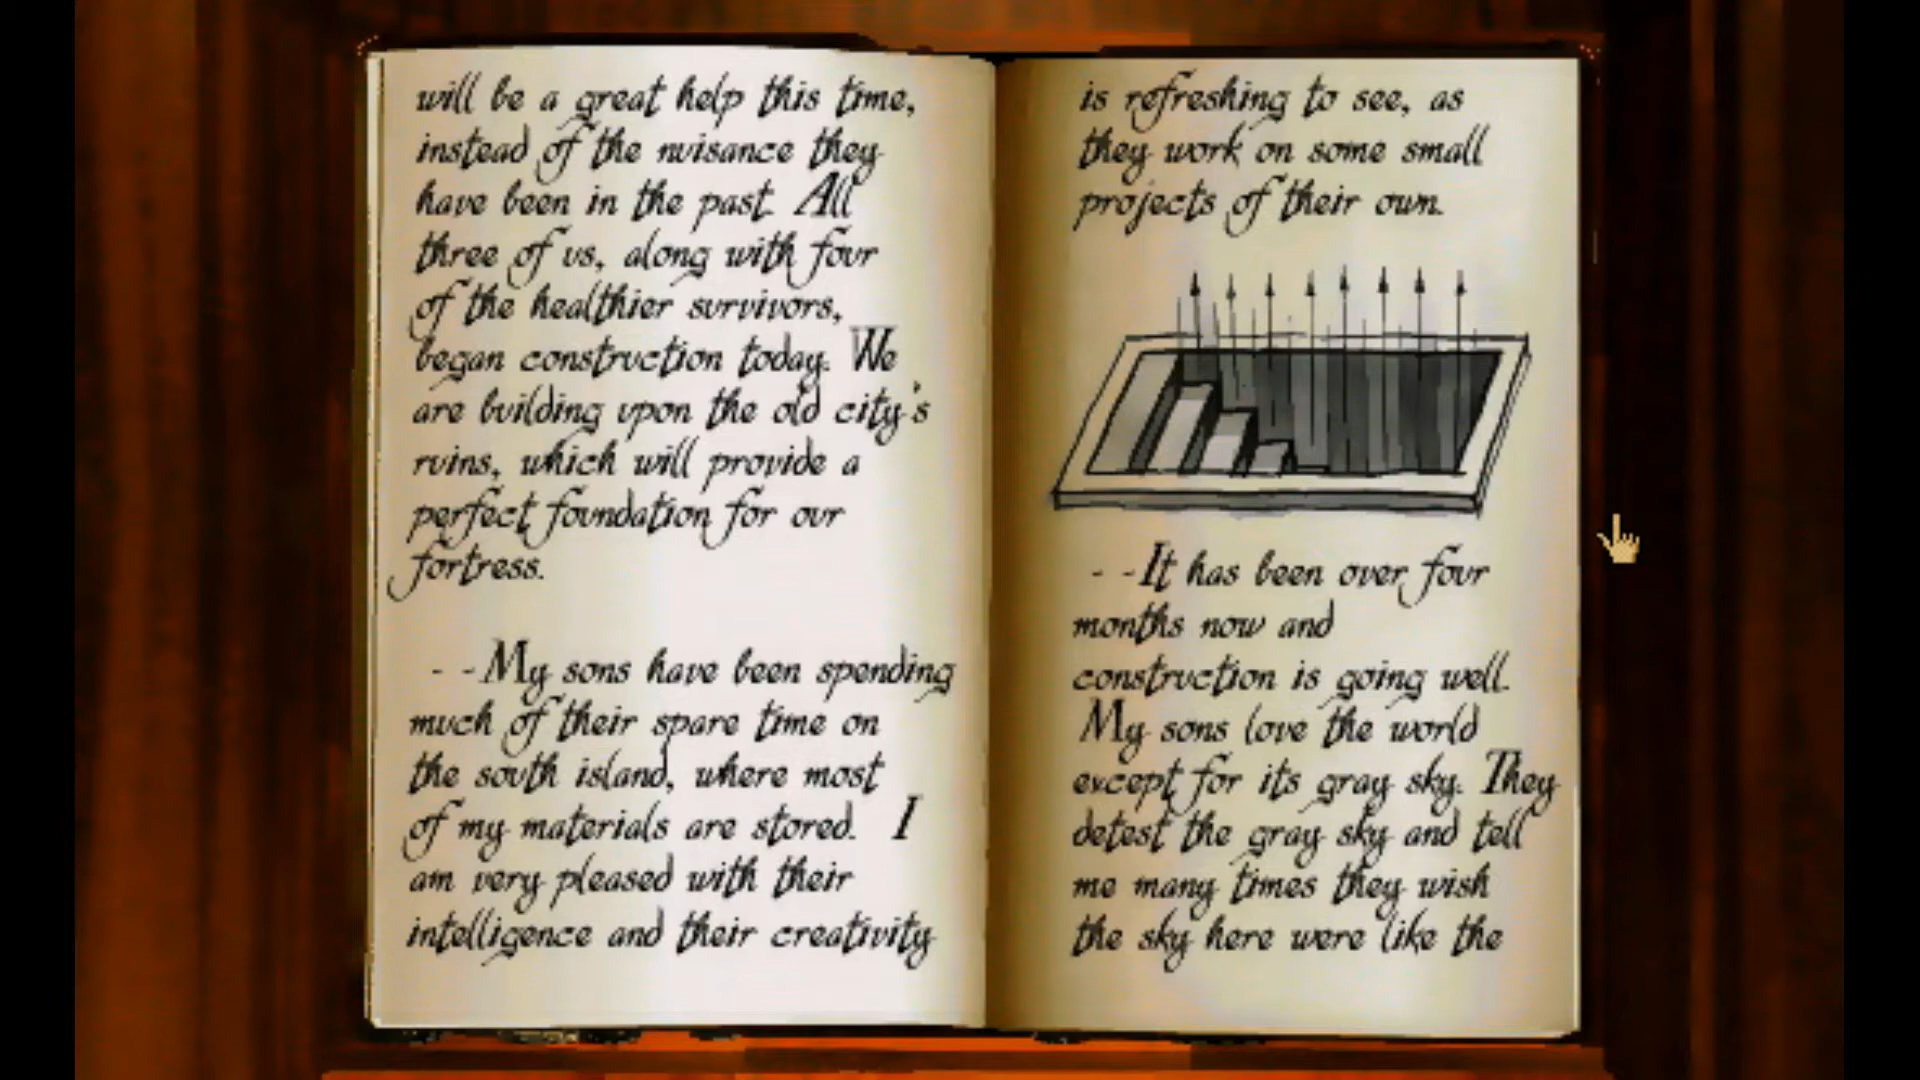 will be a great help this time,
instead of the nuisance they
have been in the past. All
three of us, along with four
of the healthier survivors,
began construction today. We
are building upon the old city's
ruins, which will provide a
perfect foundation for our
fortress.
- -My sons have been spending
much of their spare time on
the south island, where most
of my materials are stored. I
am very pleased with their
intelligence and their creativity
is refreshing to see, as
they work on some small
projects of their own.
- -It has been over four
months now and
construction is going well.
My sons love the world
except for its gray sky. They
detest the gray sky and tell
me many times they wish
the sky here were like the